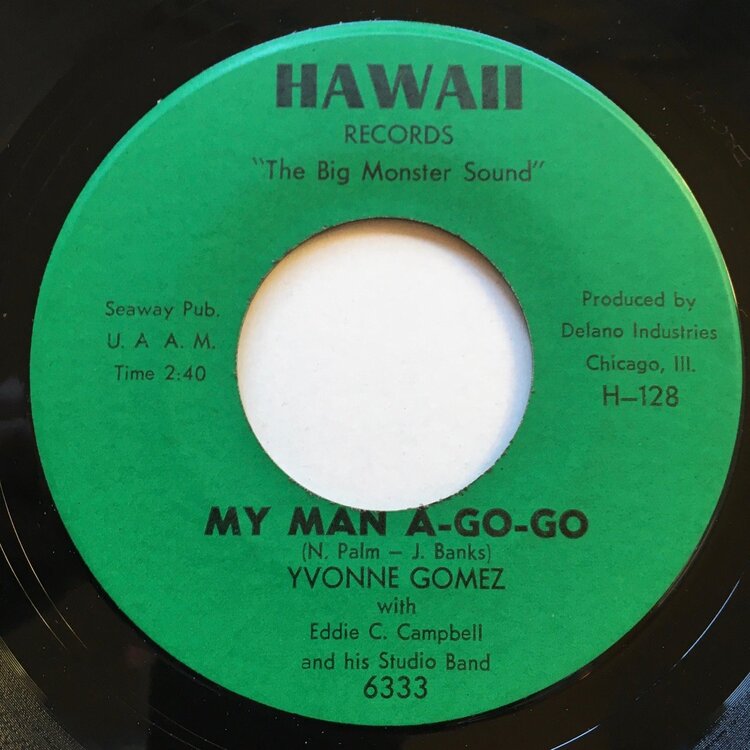 HAWAII
RECORDS
"The Big Monster Sound"
Seaway Pub.
U. A A. M.
Time 2:40
Produced by
Delano Industries
Chicago, Ill.
H-128
MY MAN A-GO-GO
(N. Palm - J. Banks)
YVONNE GOMEZ
with
Eddie C. Campbell
and his Studio Band
6333